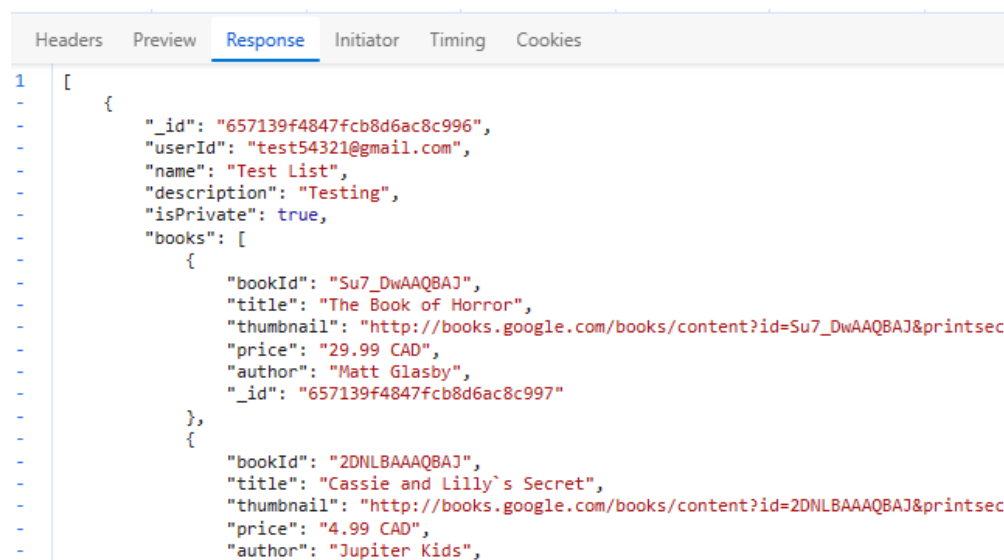 Headers Preview Response Initiator Timing Cookies
1 [
- {
- "_id": "657139f4847fcb8d6ac8c996",
- "userId": "test54321@gmail.com",
- "name": "Test List",
- "description": "Testing",
- "isPrivate": true,
- "books": [
- {
- "bookId": "Su7_DwAAQBAJ",
- "title": "The Book of Horror",
- "thumbnail": "http://books.google.com/books/content?id=Su7_DwAAQBAJ&printsec
- "price": "29.99 CAD",
- "author": "Matt Glasby",
- "_id": "657139f4847fcb8d6ac8c997"
- },
- {
- "bookId": "2DNLBAAAQBAJ",
- "title": "Cassie and Lilly`s Secret",
- "thumbnail": "http://books.google.com/books/content?id=2DNLBAAAQBAJ&printsec
- "price": "4.99 CAD",
- "author": "Jupiter Kids",